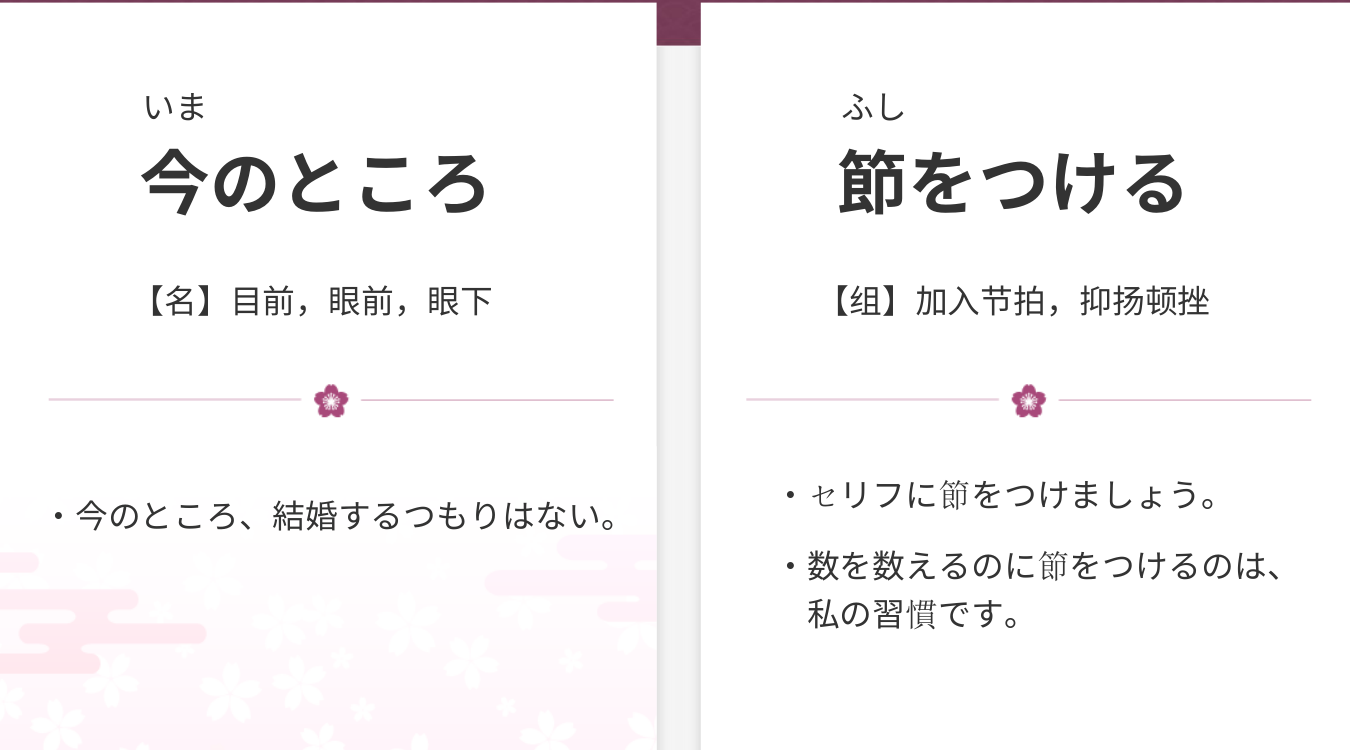 いま
今のところ
【名】目前，眼前，眼下
・今のところ、結婚するつもりはない。
ふし
節をつける
【组】加入节拍，抑扬顿挫
・セリフに節をつけましょう。
・数を数えるのに節をつけるのは、
私の習慣です。